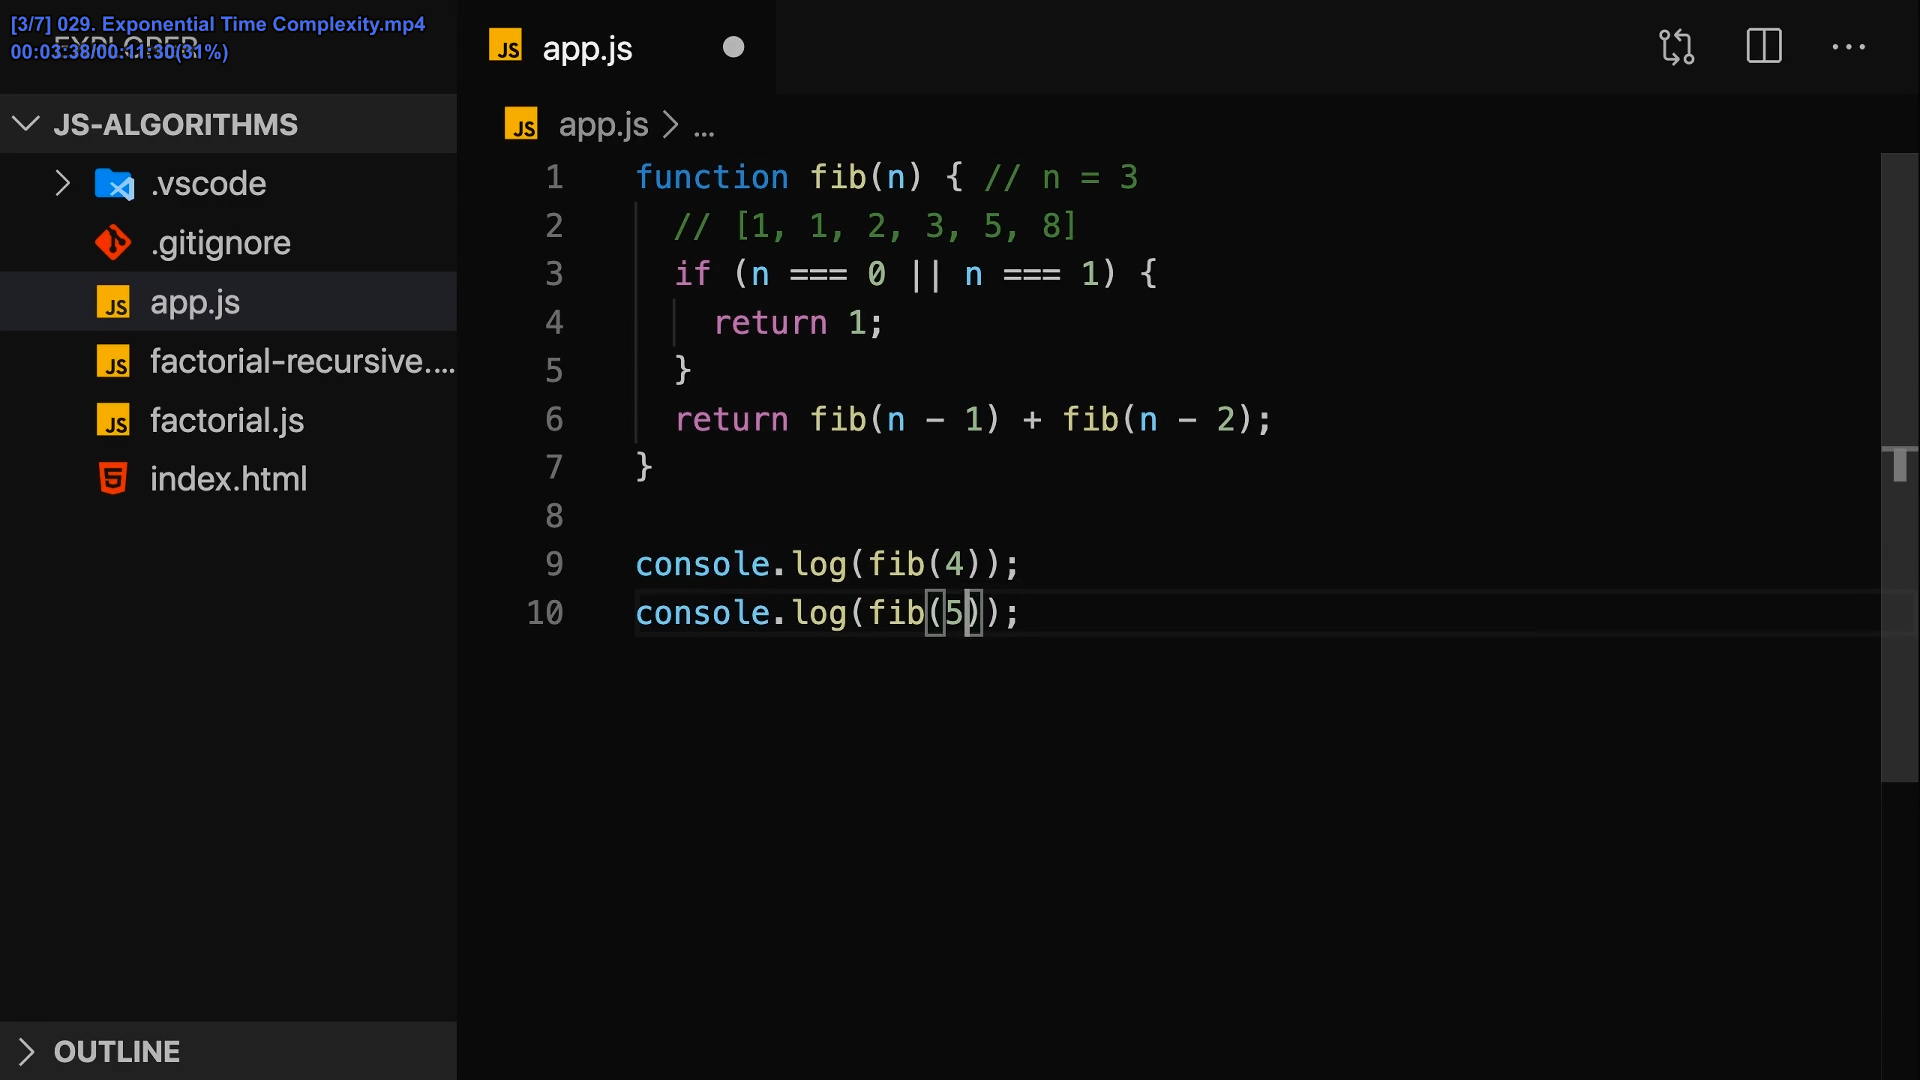 [3/7] 029. Exponential Time Complexity.mp4
00:03:38/00:11:30(31%)
EXPLORER
JS-ALGORITHMS
.vscode
.gitignore
JS app.js
JS factorial-recursive....
JS factorial.js
5 index.html
OUTLINE
JS app.js
JS app.js > ...
1 function fib(n) { // n = 3
2 // [1, 1, 2, 3, 5, 8]
3 if (n === 0 || n === 1) {
4 return 1;
5 }
6 return fib(n - 1) + fib(n - 2);
7 }
8
9 console.log(fib(4));
10 console.log(fib(5));